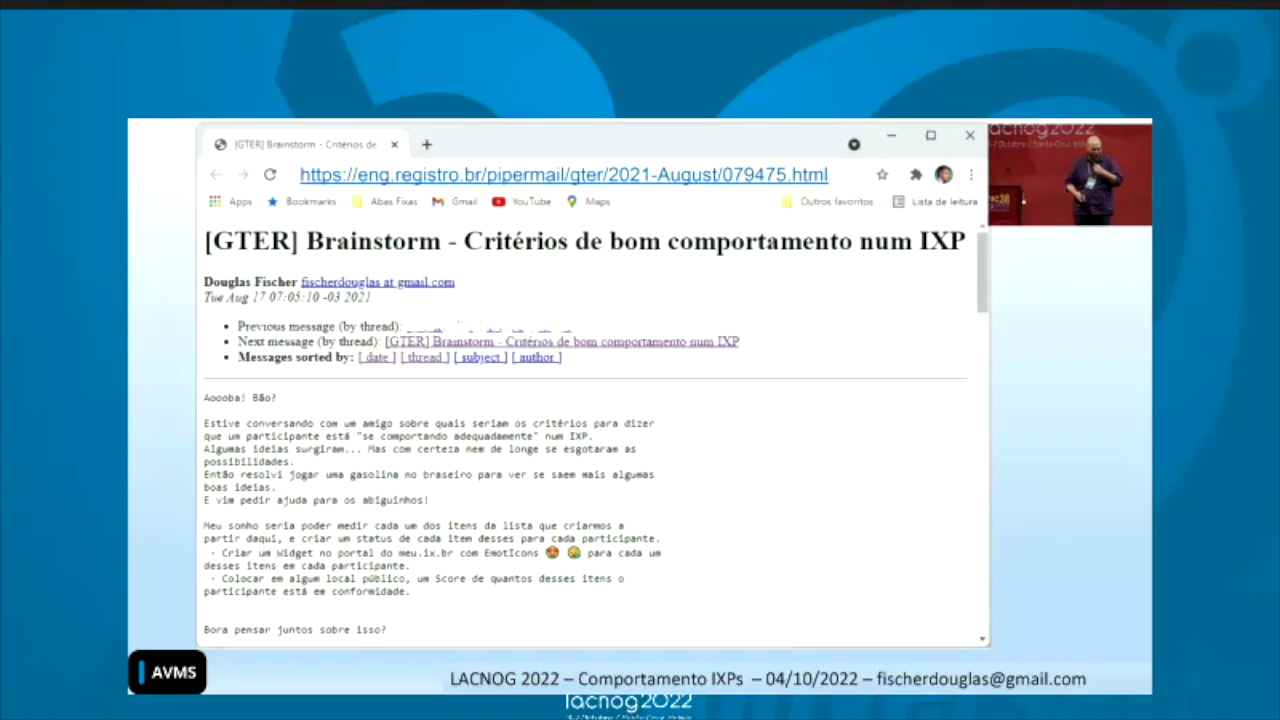 [GTER] Brainstorm - Critérios de
https://eng.registro.br/pipermail/gter/2021-August/079475.html
Apps Bookmarks Abas Fixas Gmail YouTube Maps Outros favoritos Lista de leitura
lacnog2022
[GTER] Brainstorm - Critérios de bom comportamento num IXP
Douglas Fischer fischerdouglas at gmail.com
Tue Aug 17 07:05:10 -03 2021
• Previous message (by thread):
• Next message (by thread): [GTER] Brainstorm - Critérios de bom comportamento num IXP
• Messages sorted by: [ date ] [ thread ] [ subject ] [ author ]
Aoooba! Bão?
Estive conversando com um amigo sobre quais seriam os critérios para dizer
que um participante está "se comportando adequadamente" num IXP.
Algumas ideias surgiram... Mas com certeza nem de longe se esgotaram as
possibilidades.
Então resolvi jogar uma gasolina no braseiro para ver se saem mais algumas
boas ideias.
E vim pedir ajuda para os abiguinhos!
Meu sonho seria poder medir cada um dos itens da lista que criarmos a
partir daqui, e criar um status de cada item desses para cada participante.
- Criar um Widget no portal do meu.ix.br com EmotIcons 😡 🤮 para cada um
desses itens em cada participante.
- Colocar em algum local público, um Score de quantos desses itens o
participante está em conformidade.
Bora pensar juntos sobre isso?
AVMS
LACNOG 2022 – Comportamento IXPs – 04/10/2022 – fischerdouglas@gmail.com
lacnog2022